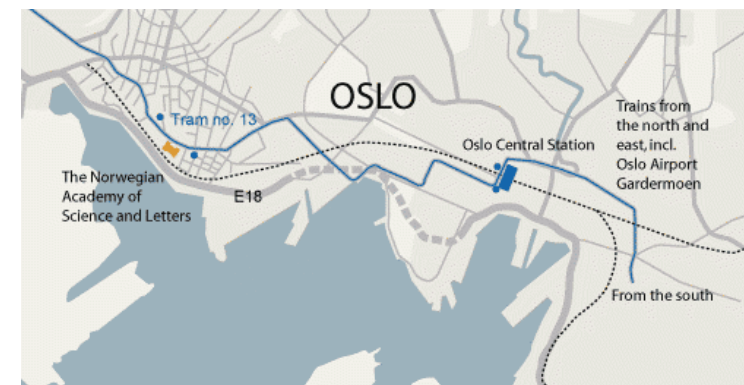 OSLO
Tram no. 13
Trains from
the north and
east, incl.
Oslo Airport
Gardermoen
Oslo Central Station
The Norwegian
Academy of
Science and Letters
E18
From the south